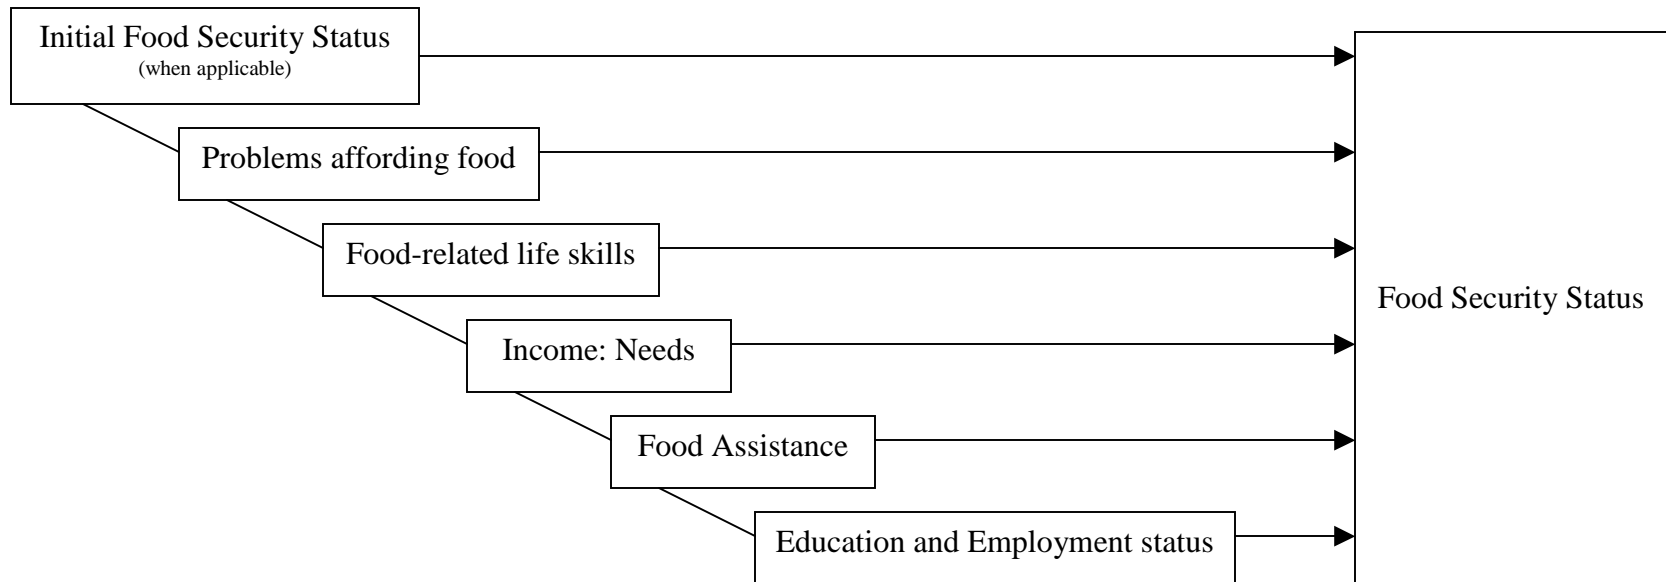 Initial Food Security Status
(when applicable)
Problems affording food
Food-related life skills
Food Security Status
Income: Needs
Food Assistance
Education and Employment status